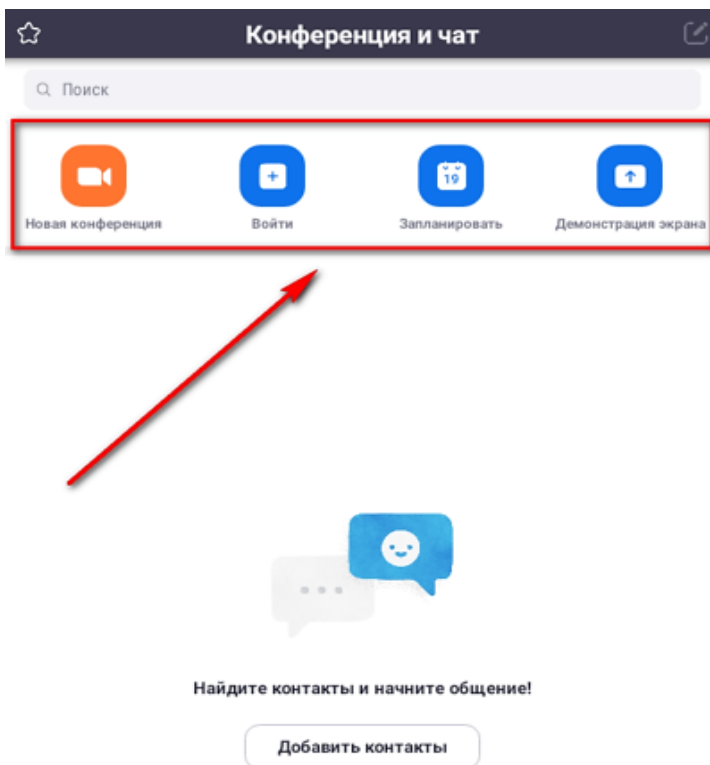 Конференция и чат
Поиск
19
Новая конференция
Войти
Запланировать
Демонстрация экрана
Найдите контакты и начните общение!
Добавить контакты